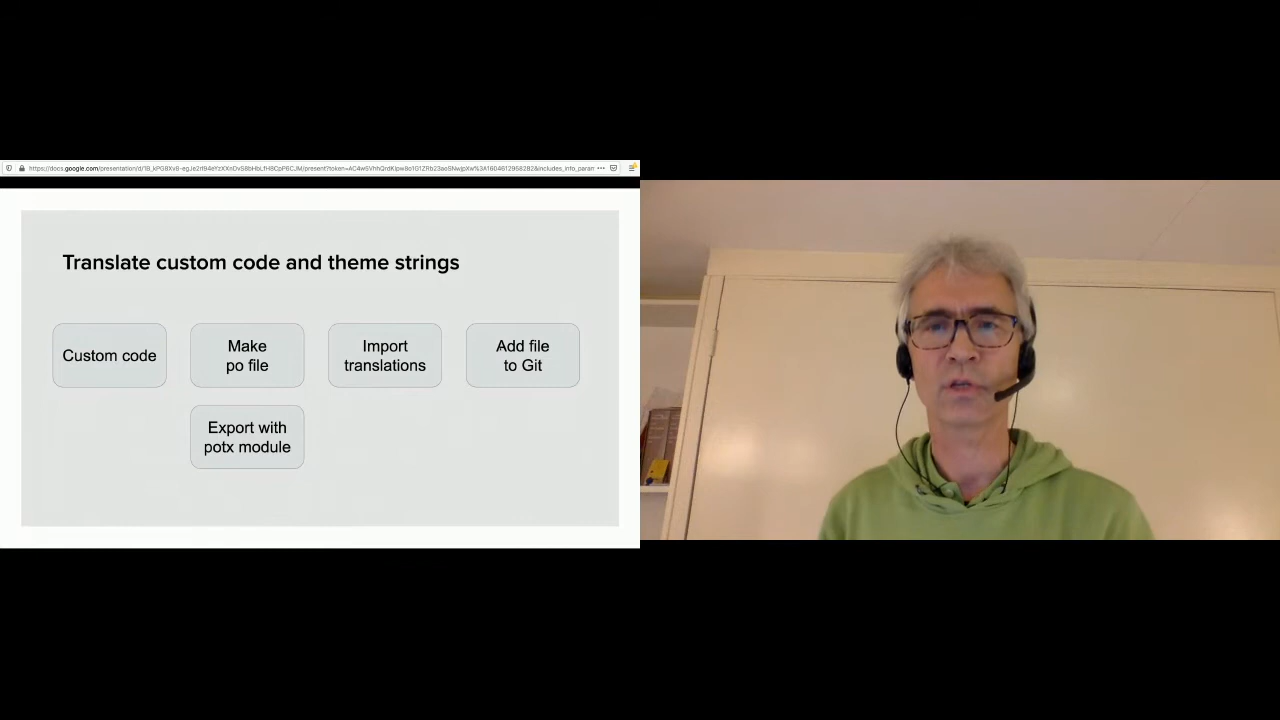 Translate custom code and theme strings
Custom code
Make
po file
Import
translations
Add file
to Git
Export with
potx module